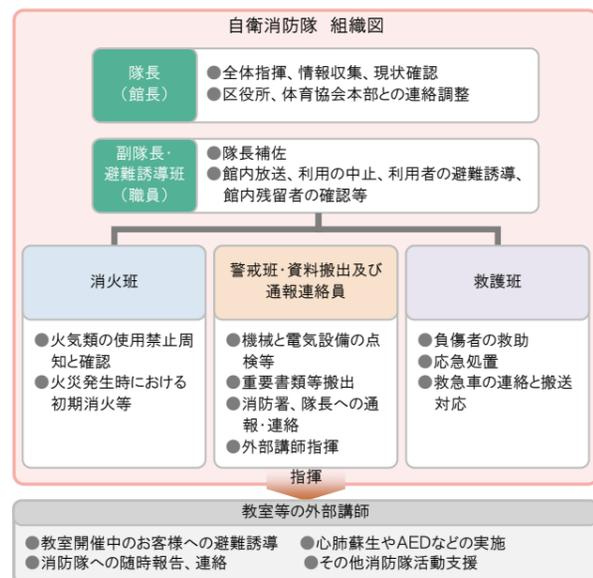 自衛消防隊 組織図
隊長
(館長)
●全体指揮、情報収集、現状確認
●区役所、体育協会本部との連絡調整
副隊長・
避難誘導班
(職員)
●隊長補佐
●館内放送、利用の中止、利用者の避難誘導、
館内残留者の確認等
消火班
●火気類の使用禁止周
知と確認
●火災発生時における
初期消火等
警戒班・資料搬出及び
通報連絡員
●機械と電気設備の点
検等
●重要書類等搬出
●消防署、隊長への通
報・連絡
●外部講師指揮
救護班
●負傷者の救助
●応急処置
●救急車の連絡と搬送
対応
指揮
教室等の外部講師
●教室開催中のお客様への避難誘導
●心肺蘇生やAEDなどの実施
●消防隊への随時報告、連絡
●その他消防隊活動支援